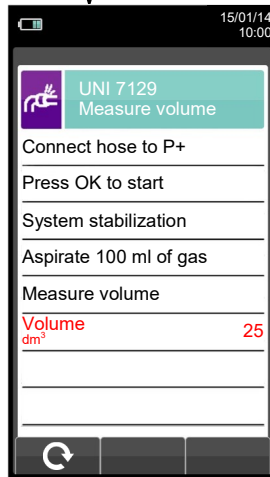 15/01/14
10:00
UNI 7129
Measure volume
Connect hose to P+
Press OK to start
System stabilization
Aspirate 100 ml of gas
Measure volume
Volume 25
dm³